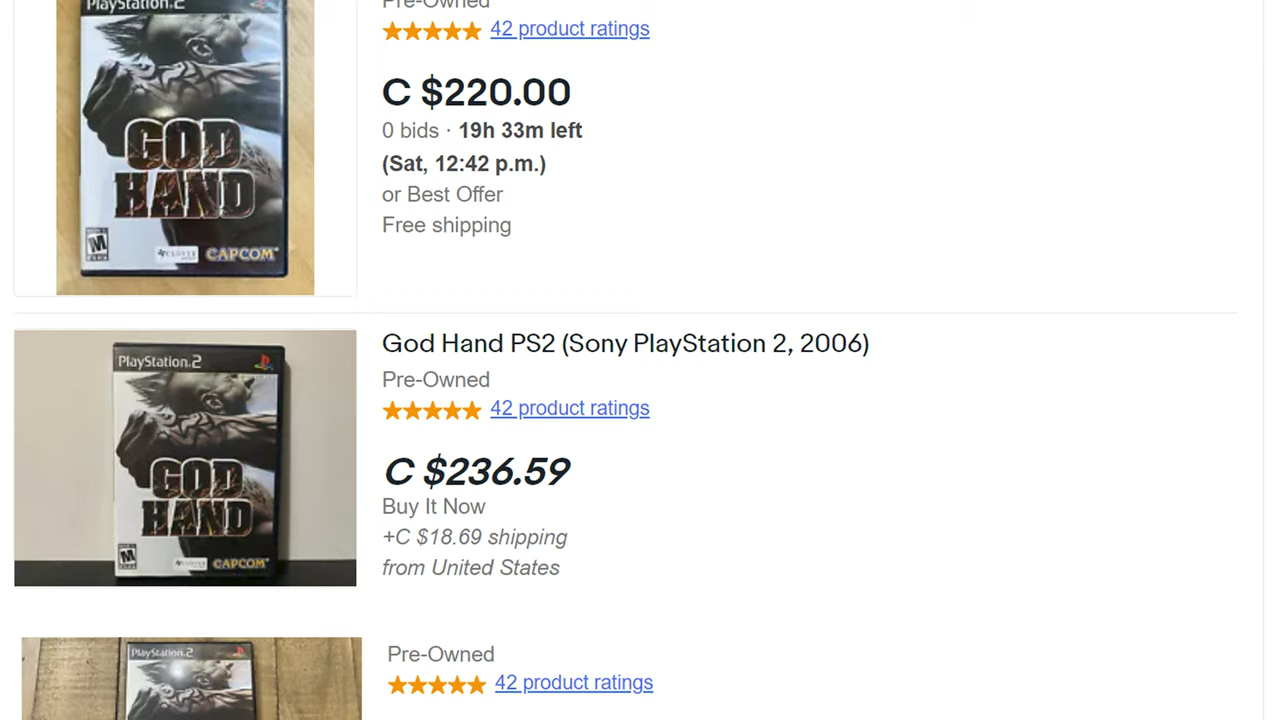 PlayStation.2
Pre-Owned
42 product ratings
C $220.00
0 bids · 19h 33m left
(Sat, 12:42 p.m.)
or Best Offer
Free shipping
GOD
HAND
M
CLOVER
CAPCOM
God Hand PS2 (Sony PlayStation 2, 2006)
Pre-Owned
42 product ratings
C $236.59
Buy It Now
+C $18.69 shipping
from United States
PlayStation.2
GOD
HAND
M
CLOVER
CAPCOM
Pre-Owned
42 product ratings
PlayStation.2